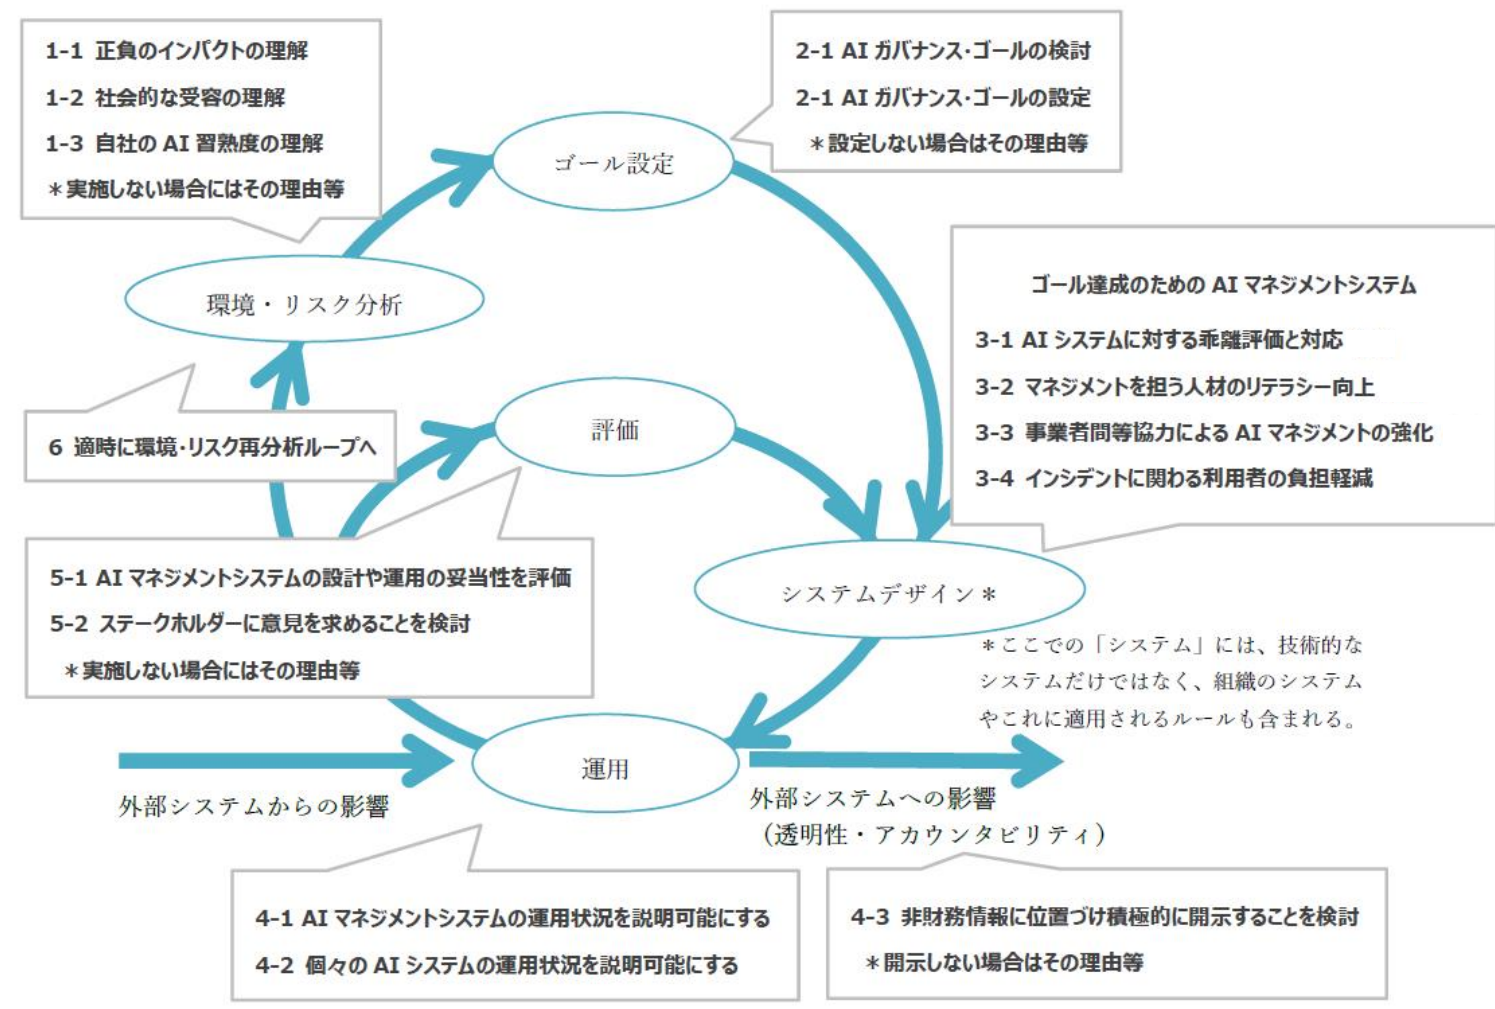 1-1 正負のインパクトの理解
1-2 社会的な受容の理解
1-3 自社の AI 習熟度の理解
＊実施しない場合にはその理由等
2-1 AI ガバナンス・ゴールの検討
2-1 AI ガバナンス・ゴールの設定
＊設定しない場合はその理由等
ゴール設定
環境・リスク分析
ゴール達成のための AI マネジメントシステム
3-1 AI システムに対する乖離評価と対応
3-2 マネジメントを担う人材のリテラシー向上
3-3 事業者間等協力による AI マネジメントの強化
3-4 インシデントに関わる利用者の負担軽減
6 適時に環境・リスク再分析ループへ
評価
5-1 AI マネジメントシステムの設計や運用の妥当性を評価
5-2 ステークホルダーに意見を求めることを検討
＊実施しない場合にはその理由等
システムデザイン＊
＊ここでの「システム」には、技術的な
システムだけではなく、組織のシステム
やこれに適用されるルールも含まれる。
運用
外部システムからの影響
外部システムへの影響
（透明性・アカウンタビリティ）
4-1 AI マネジメントシステムの運用状況を説明可能にする
4-2 個々の AI システムの運用状況を説明可能にする
4-3 非財務情報に位置づけ積極的に開示することを検討
＊開示しない場合はその理由等